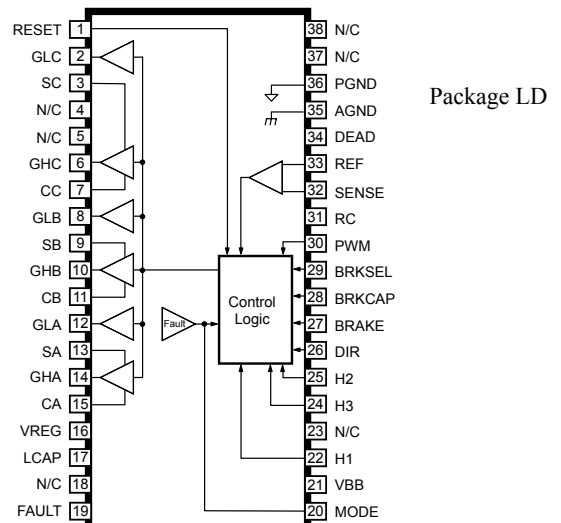 RESET 1
GLC 2
SC 3
N/C 4
N/C 5
GHC 6
CC 7
GLB 8
SB 9
GHB 10
CB 11
GLA 12
SA 13
GHA 14
CA 15
VREG 16
LCAP 17
N/C 18
FAULT 19
Fault
Control
Logic
38 N/C
37 N/C
36 PGND
35 AGND
34 DEAD
33 REF
32 SENSE
31 RC
30 PWM
29 BRKSEL
28 BRKCAP
27 BRAKE
26 DIR
25 H2
24 H3
23 N/C
22 H1
21 VBB
20 MODE
Package LD